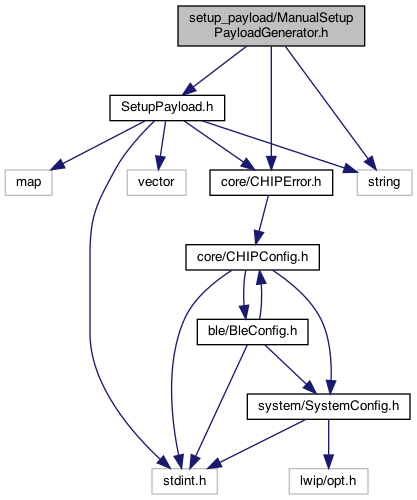 setup_payload/ManualSetup
PayloadGenerator.h
SetupPayload.h
map
vector
core/CHIPError.h
string
core/CHIPConfig.h
ble/BleConfig.h
system/SystemConfig.h
stdint.h
lwip/opt.h